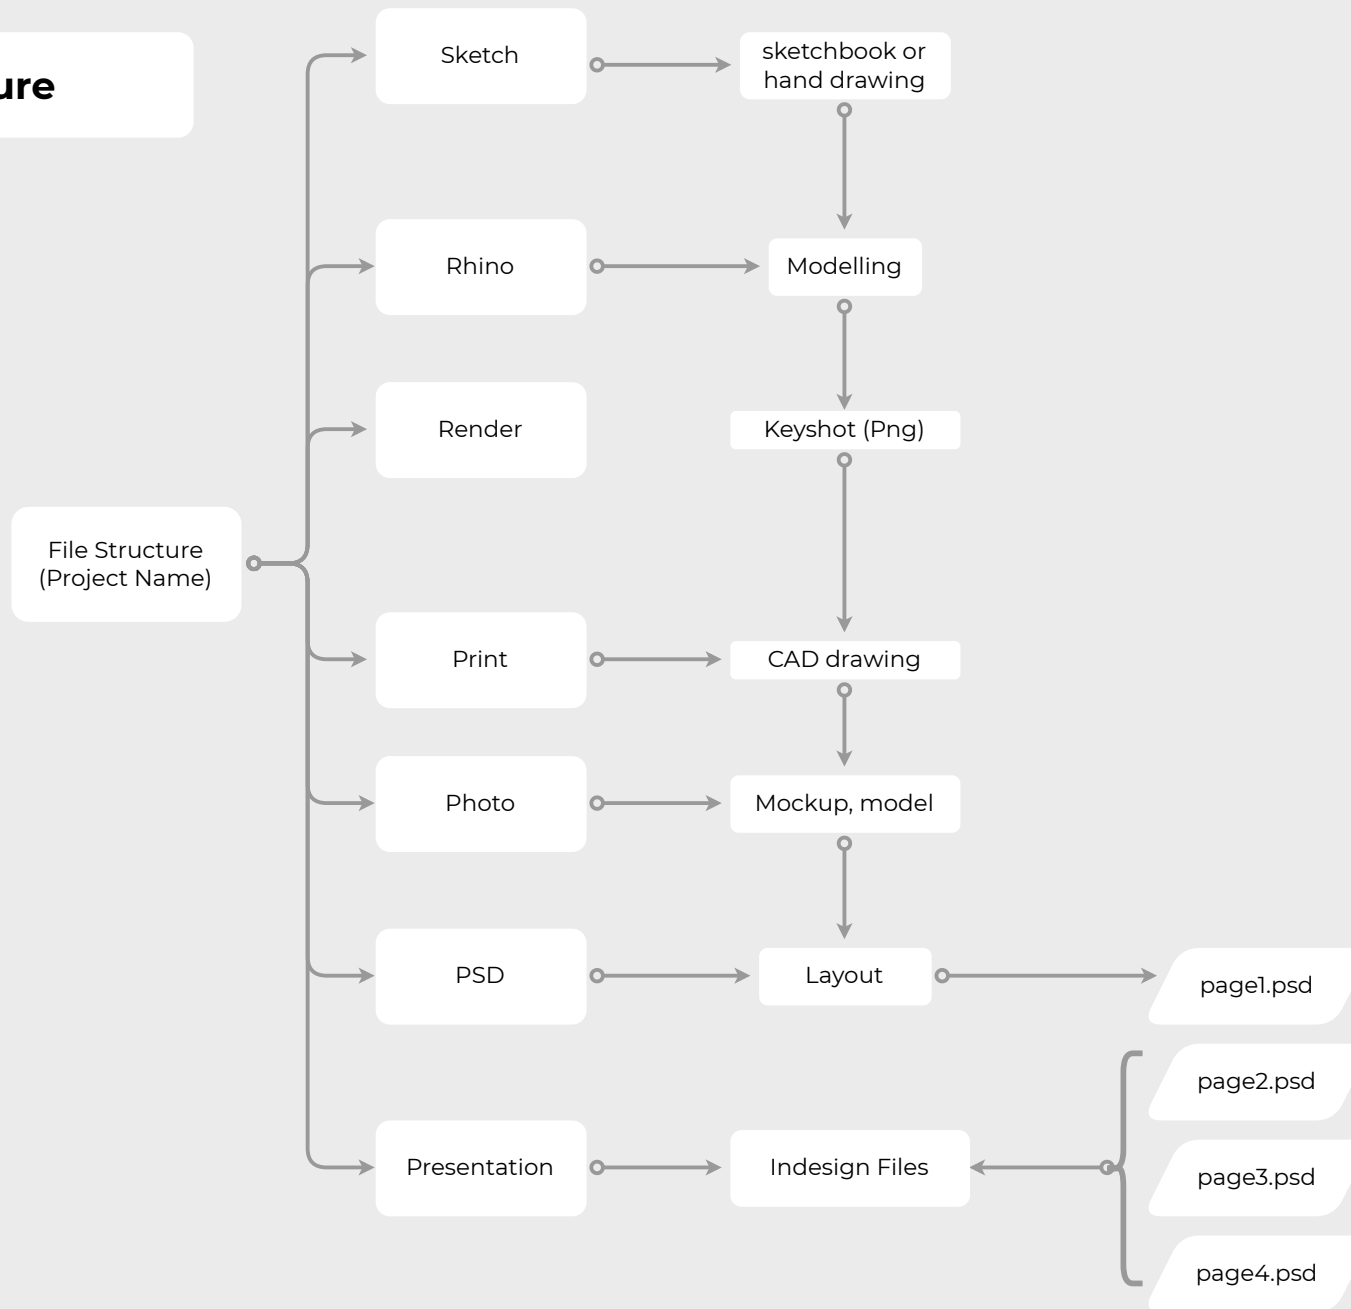 ure
Sketch
sketchbook or
hand drawing
Rhino
Modelling
Render
Keyshot (Png)
File Structure
(Project Name)
Print
CAD drawing
Photo
Mockup, model
PSD
Layout
page1.psd
page2.psd
Presentation
Indesign Files
page3.psd
page4.psd